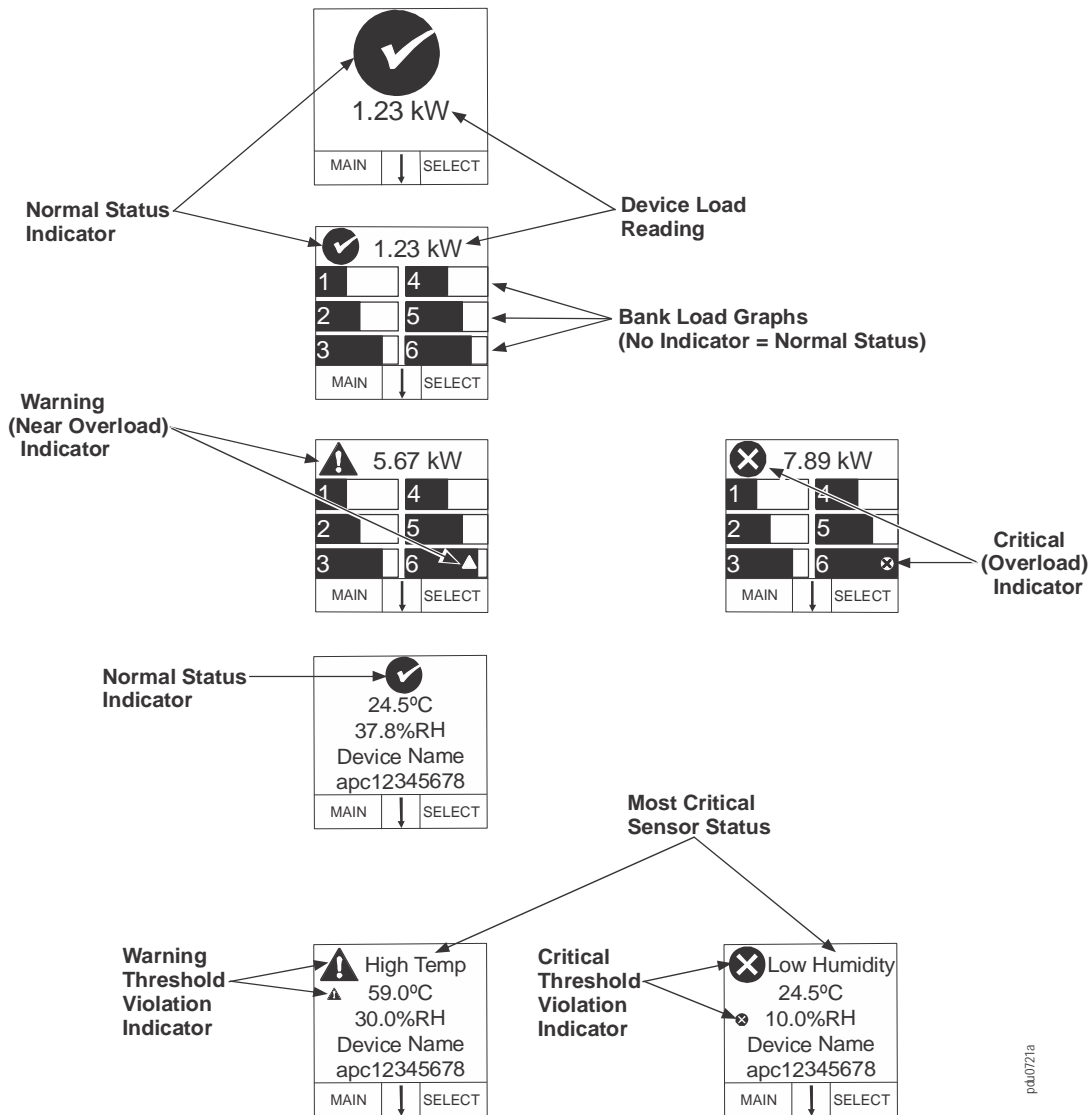 1.23 kW
MAIN SELECT
Normal Status
Indicator
Device Load
Reading
1.23 kW
1 4
2 5
3 6
MAIN SELECT
Bank Load Graphs
(No Indicator = Normal Status)
Warning
(Near Overload)
Indicator
5.67 kW
1 4
2 5
3 6
MAIN SELECT
7.89 kW
1 4
2 5
3 6
MAIN SELECT
Critical
(Overload)
Indicator
Normal Status
Indicator
24.5ºC
37.8%RH
Device Name
apc12345678
MAIN SELECT
Most Critical
Sensor Status
Warning
Threshold
Violation
Indicator
High Temp
59.0ºC
30.0%RH
Device Name
apc12345678
MAIN SELECT
Critical
Threshold
Violation
Indicator
Low Humidity
24.5ºC
10.0%RH
Device Name
apc12345678
MAIN SELECT
pdu0721a